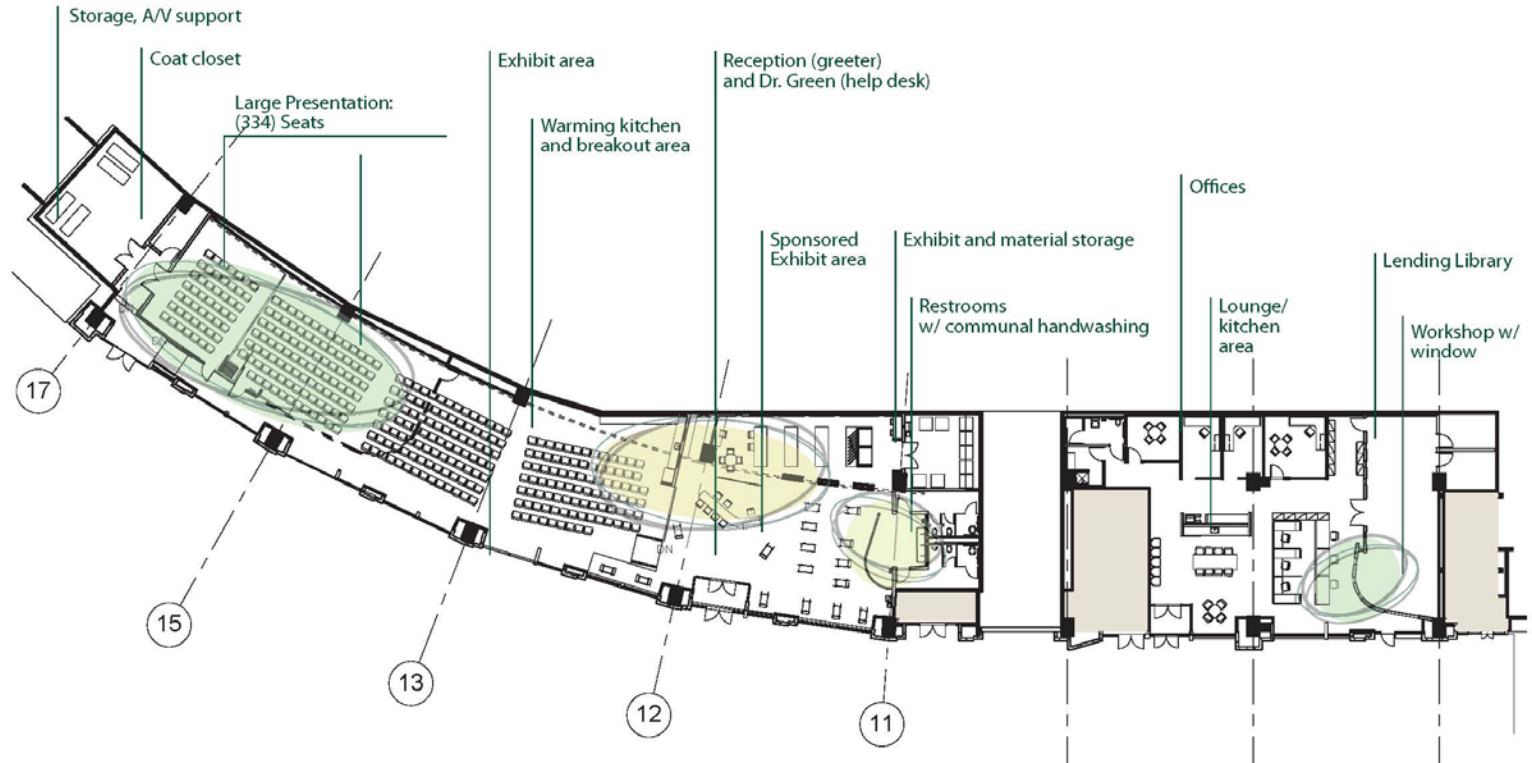 Storage, A/V support
Coat closet
Large Presentation:
(334) Seats
Exhibit area
Warming kitchen
and breakout area
Reception (greeter)
and Dr. Green (help desk)
Sponsored
Exhibit area
Exhibit and material storage
Restrooms
w/ communal handwashing
Offices
Lounge/
kitchen
area
Lending Library
Workshop w/
window
DN
17
15
13
12
11